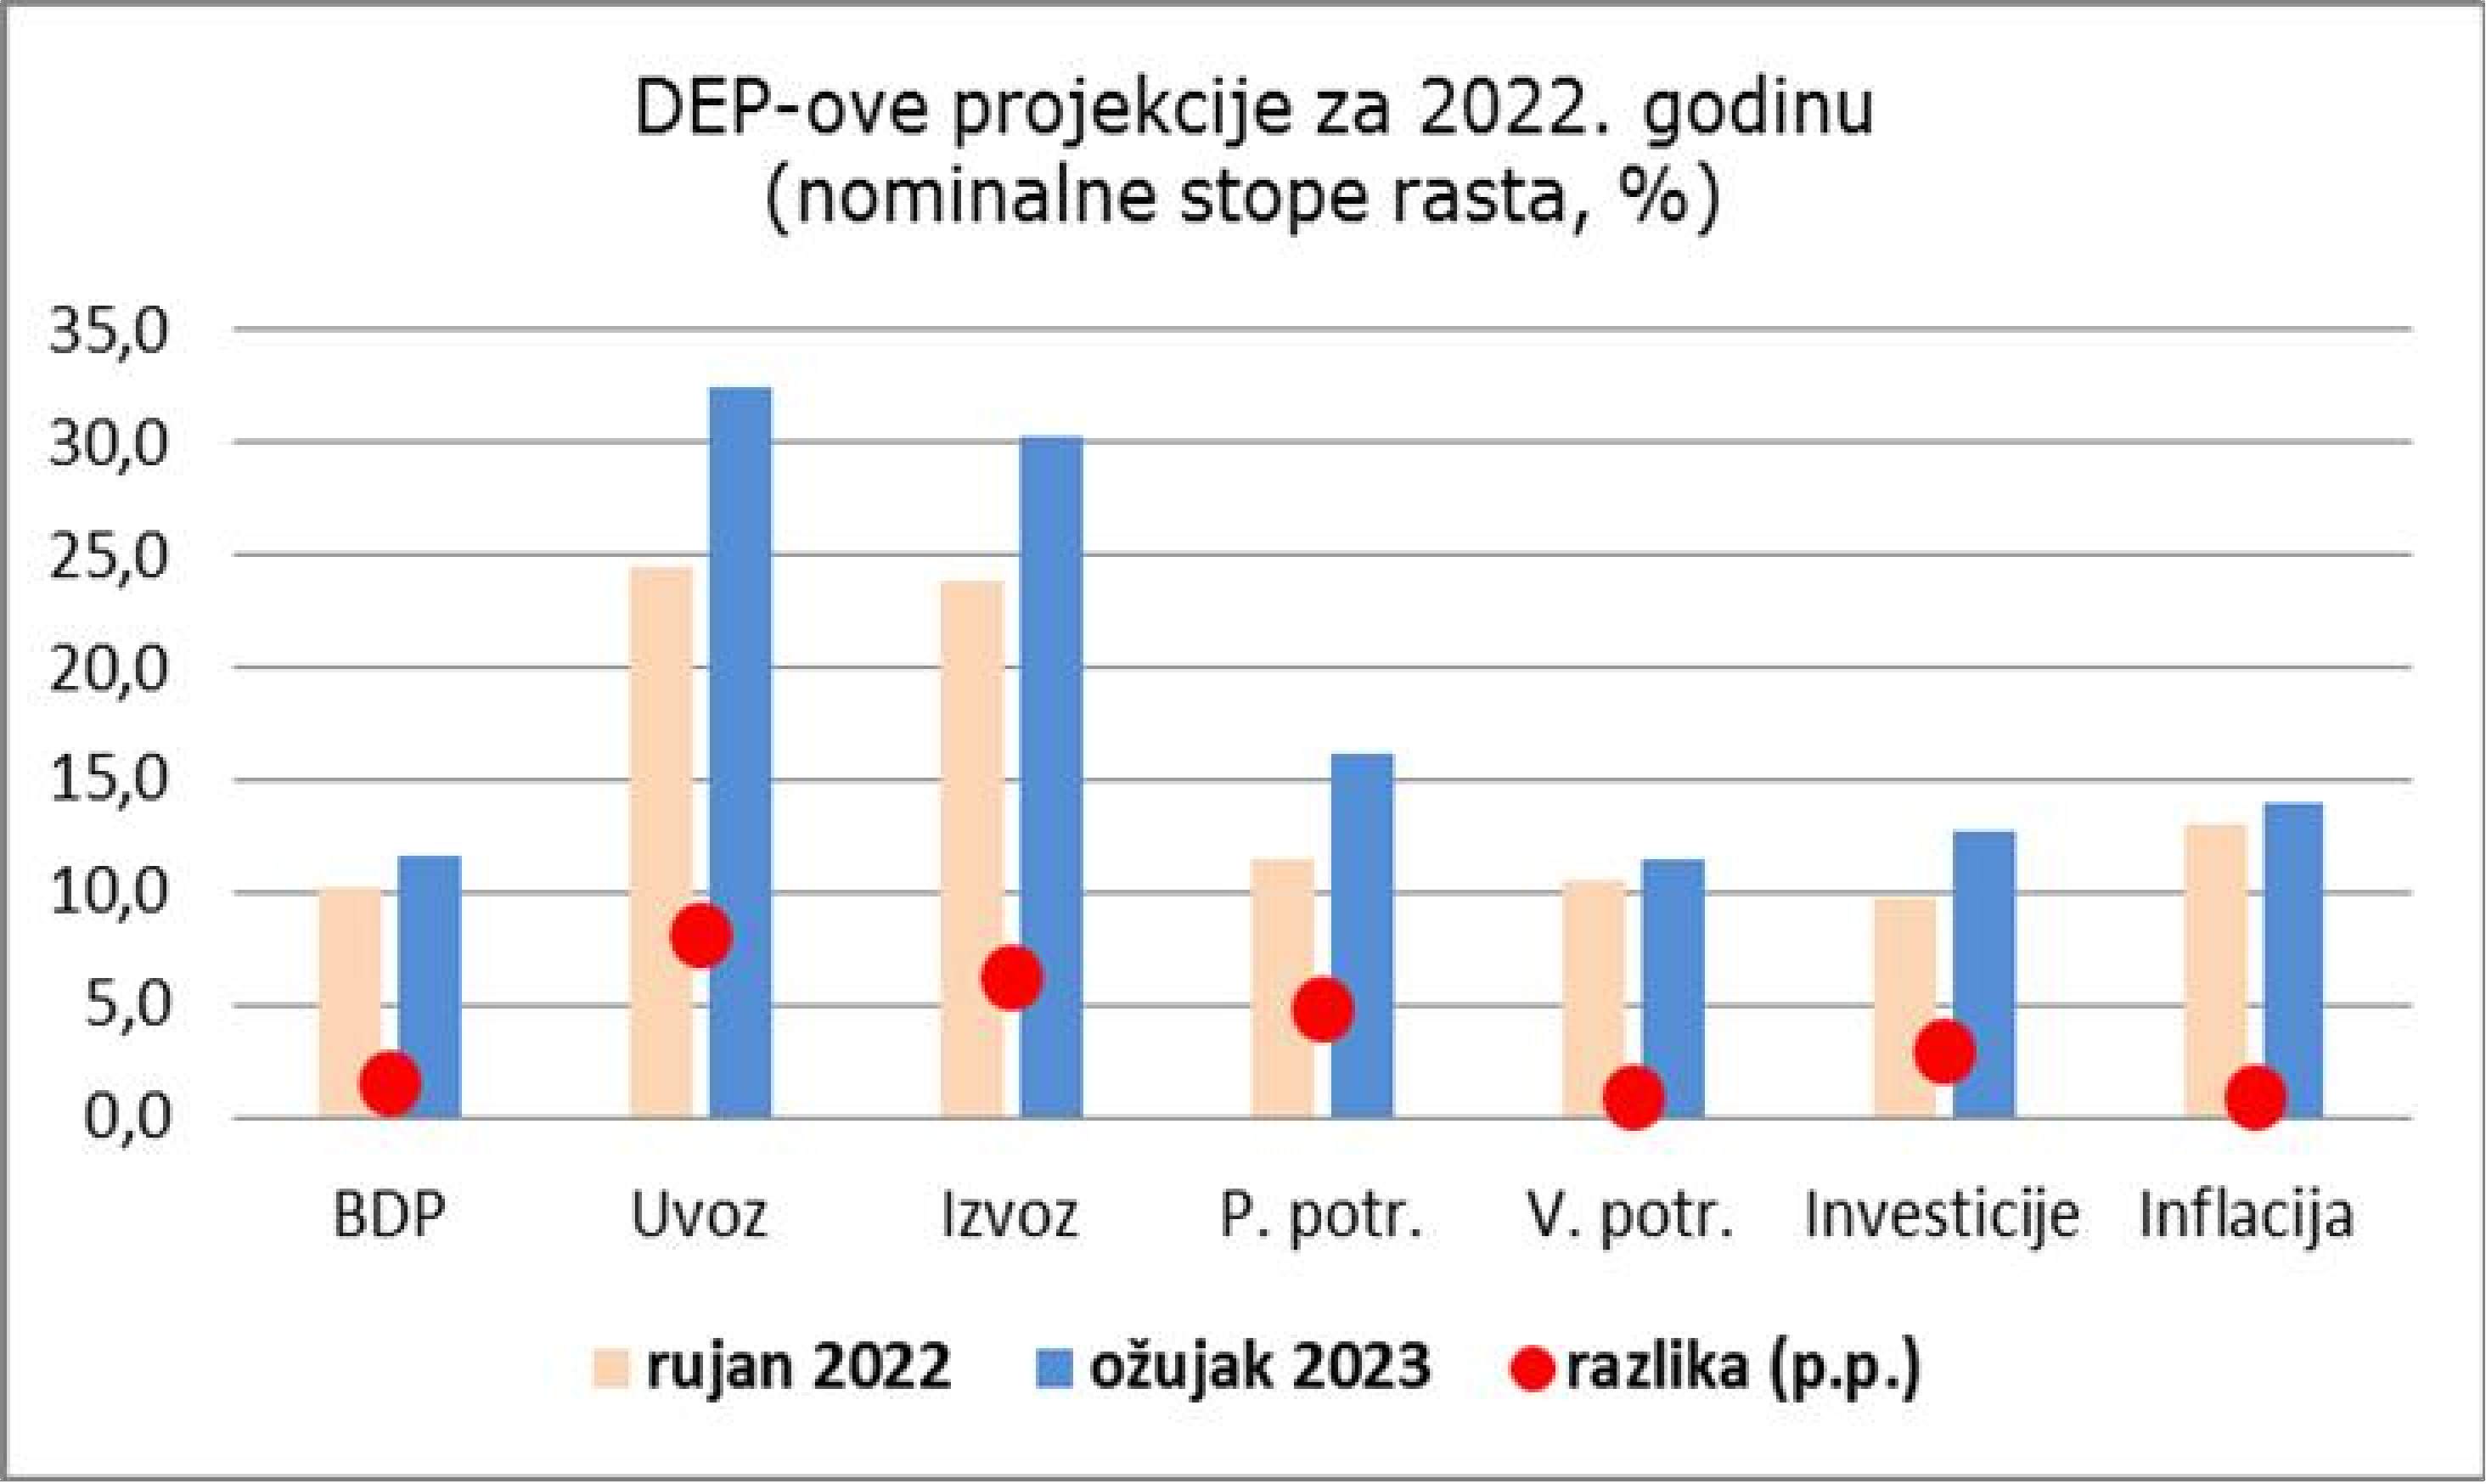 DEP-ove projekcije za 2022. godinu
(nominalne stope rasta, %)
35,0
30,0
25,0
20,0
15,0
10,0
5,0
0,0
BDP Uvoz Izvoz P. potr. V. potr. Investicije Inflacija
rujan 2022 ožujak 2023 razlika (p.p.)